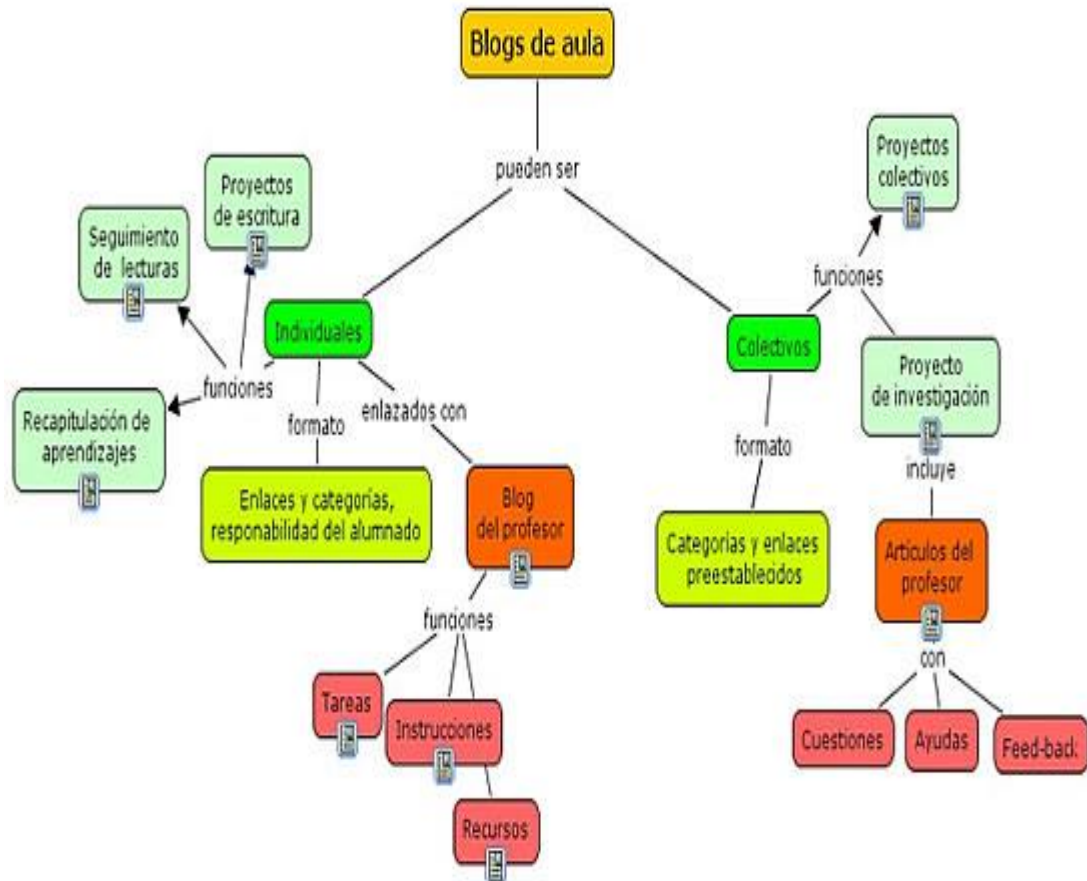 Blogs de aula
pueden ser
Proyectos
colectivos
Proyectos
de escritura
Seguimiento
de lecturas
funciones
Individuales
Colectivos
Proyecto
de investigación
funciones
Recapitulación de
aprendizajes
formato
enlazados con
formato
incluye
Enlaces y categorías,
responsabilidad del alumnado
Blog
del profesor
Categorías y enlaces
preestablecidos
Artículos del
profesor
funciones
con
Tareas
Instrucciones
Cuestiones
Ayudas
Feed-back
Recursos